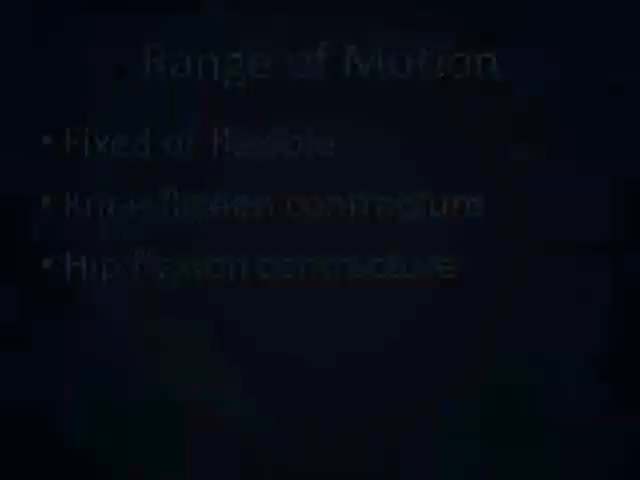 Range of Motion
• Fixed or flexible
• Knee flexion contracture
• Hip flexion contracture